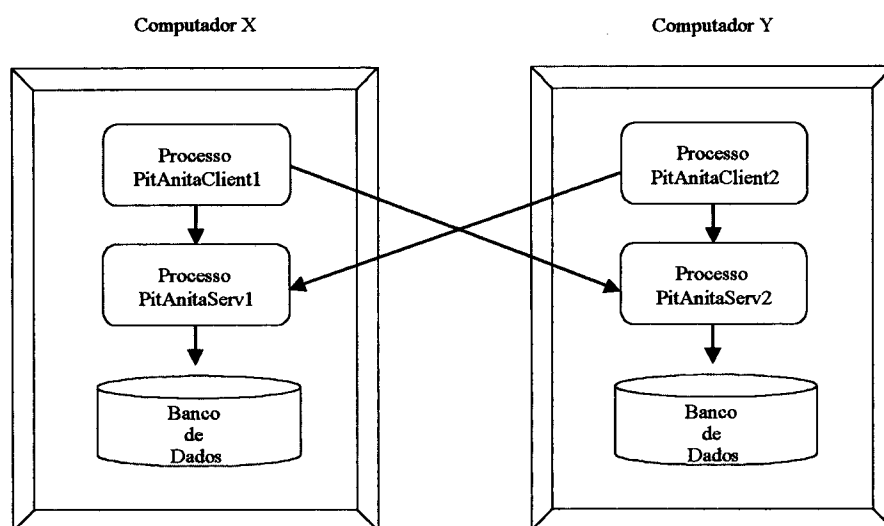 Computador X
Computador Y
Processo
PitAnitaClient1
Processo
PitAnitaClient2
Processo
PitAnitaServ1
Processo
PitAnitaServ2
Banco
de
Dados
Banco
de
Dados